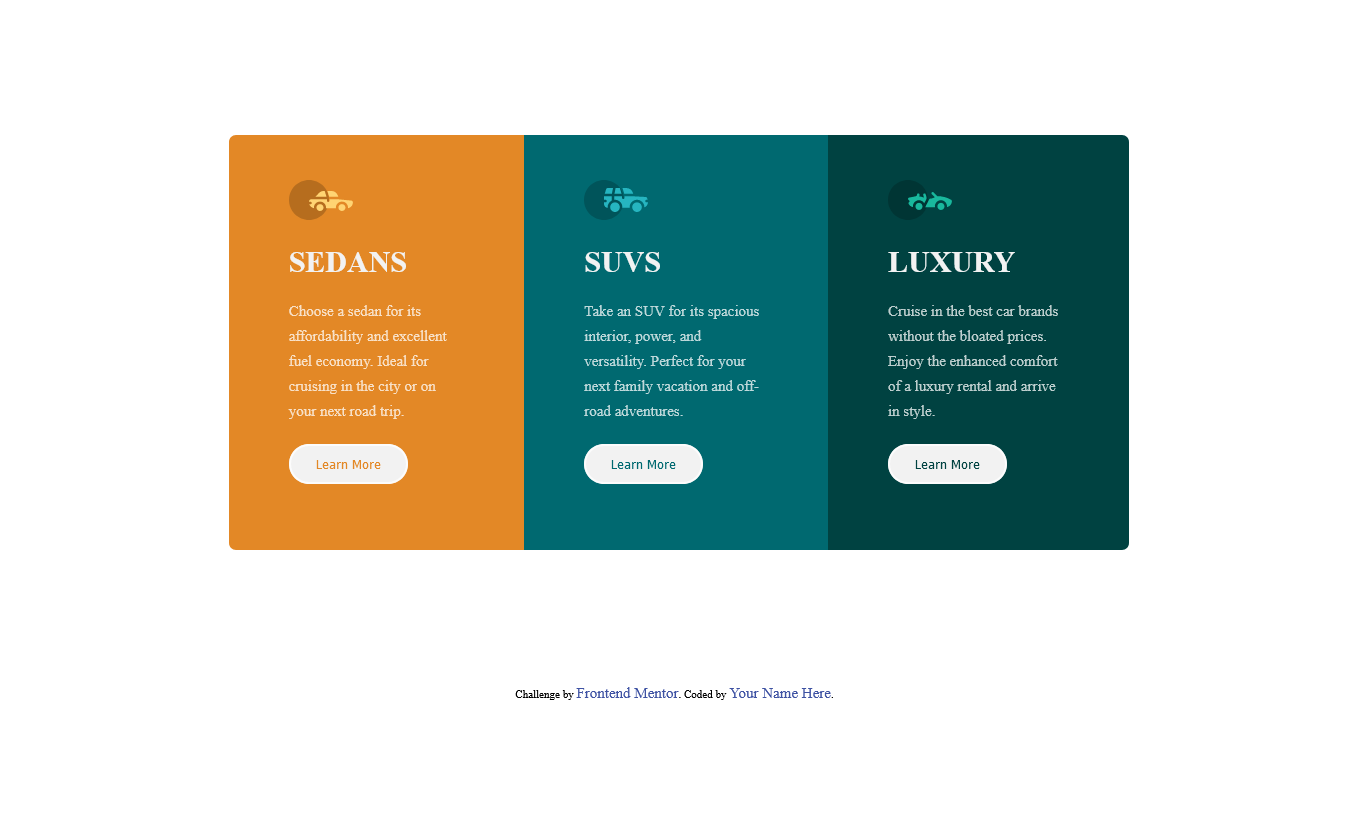 SEDANS
Choose a sedan for its
affordability and excellent
fuel economy. Ideal for
cruising in the city or on
your next road trip.
Learn More
SUVS
Take an SUV for its spacious
interior, power, and
versatility. Perfect for your
next family vacation and off-
road adventures.
Learn More
LUXURY
Cruise in the best car brands
without the bloated prices.
Enjoy the enhanced comfort
of a luxury rental and arrive
in style.
Learn More
Challenge by Frontend Mentor. Coded by Your Name Here.